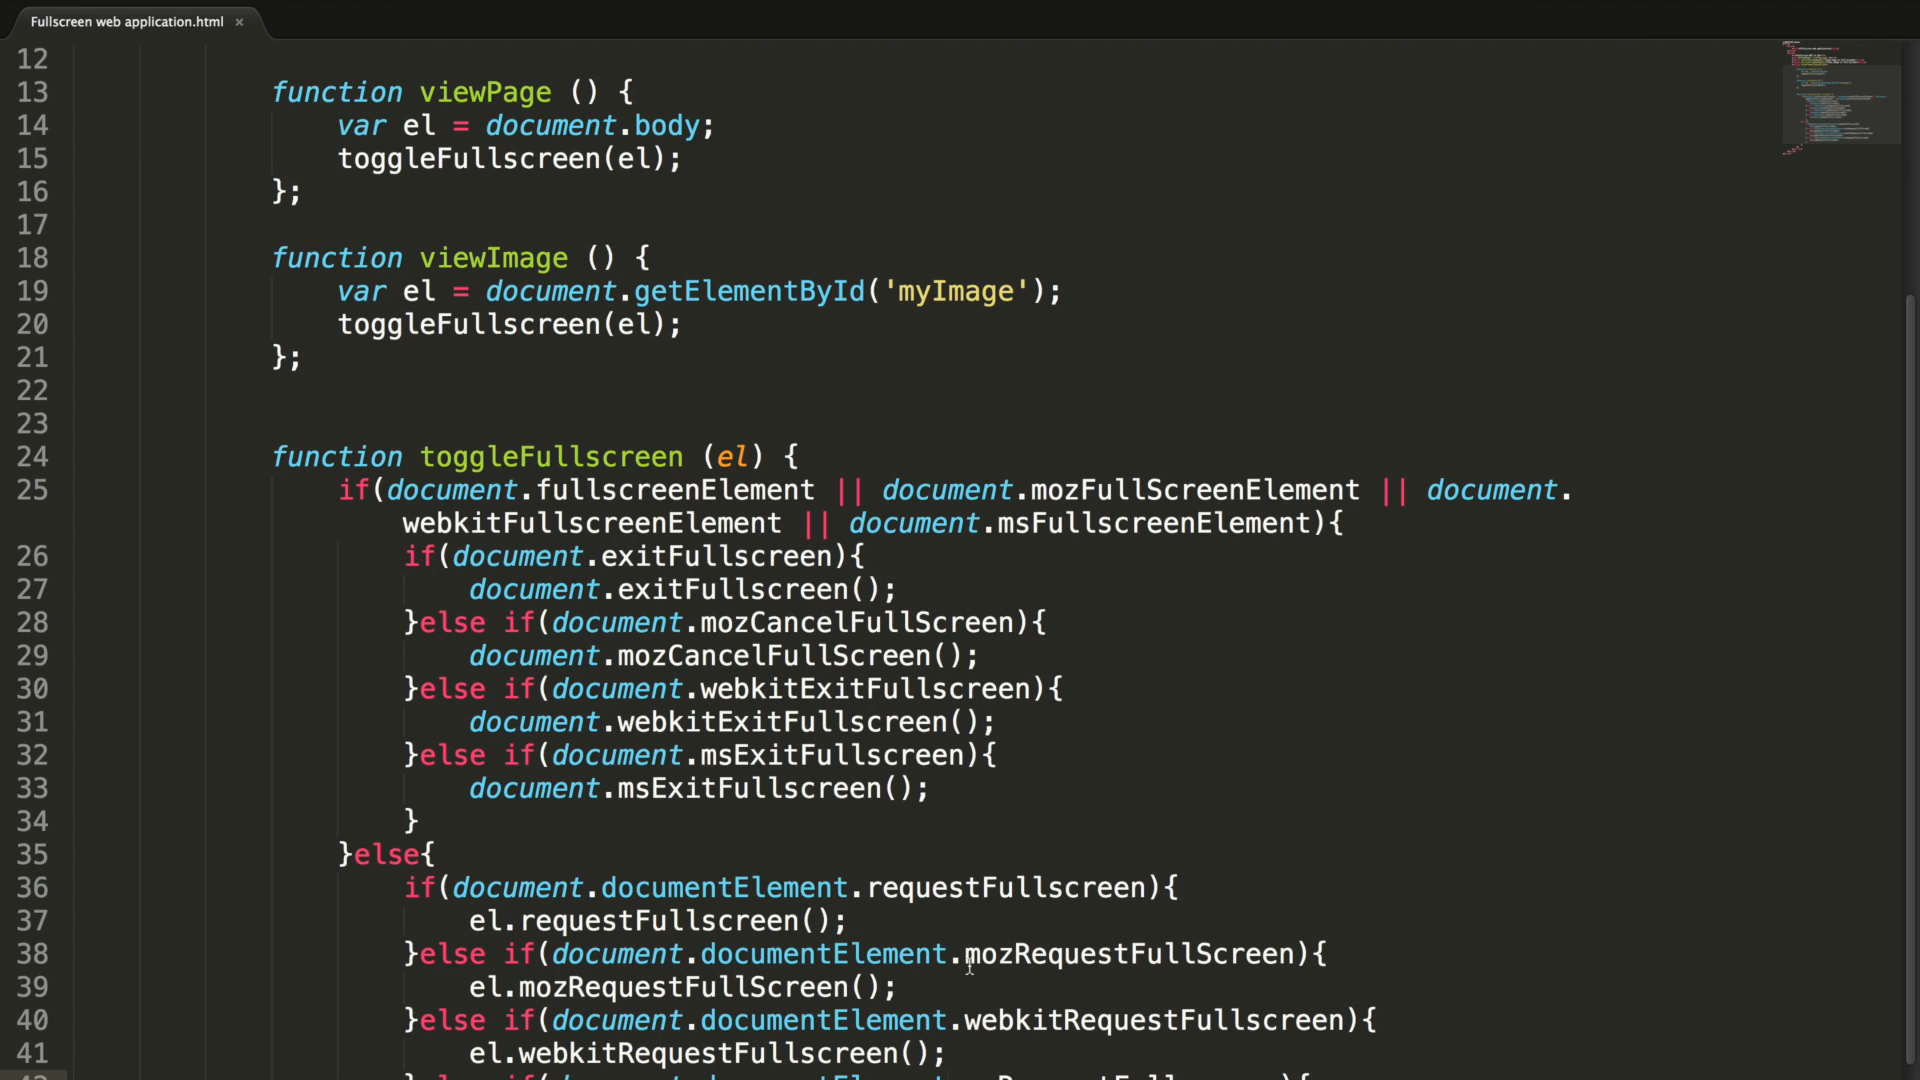 Fullscreen web application.html ×
12
13 function viewPage () {
14 var el = document.body;
15 toggleFullscreen(el);
16 };
17
18 function viewImage () {
19 var el = document.getElementById('myImage');
20 toggleFullscreen(el);
21 };
22
23
24 function toggleFullscreen (el) {
25 if(document.fullscreenElement || document.mozFullScreenElement || document.
webkitFullscreenElement || document.msFullscreenElement){
26 if(document.exitFullscreen){
27 document.exitFullscreen();
28 }else if(document.mozCancelFullScreen){
29 document.mozCancelFullScreen();
30 }else if(document.webkitExitFullscreen){
31 document.webkitExitFullscreen();
32 }else if(document.msExitFullscreen){
33 document.msExitFullscreen();
34 }
35 }else{
36 if(document.documentElement.requestFullscreen){
37 el.requestFullscreen();
38 }else if(document.documentElement.mozRequestFullScreen){
39 el.mozRequestFullScreen();
40 }else if(document.documentElement.webkitRequestFullscreen){
41 el.webkitRequestFullscreen();